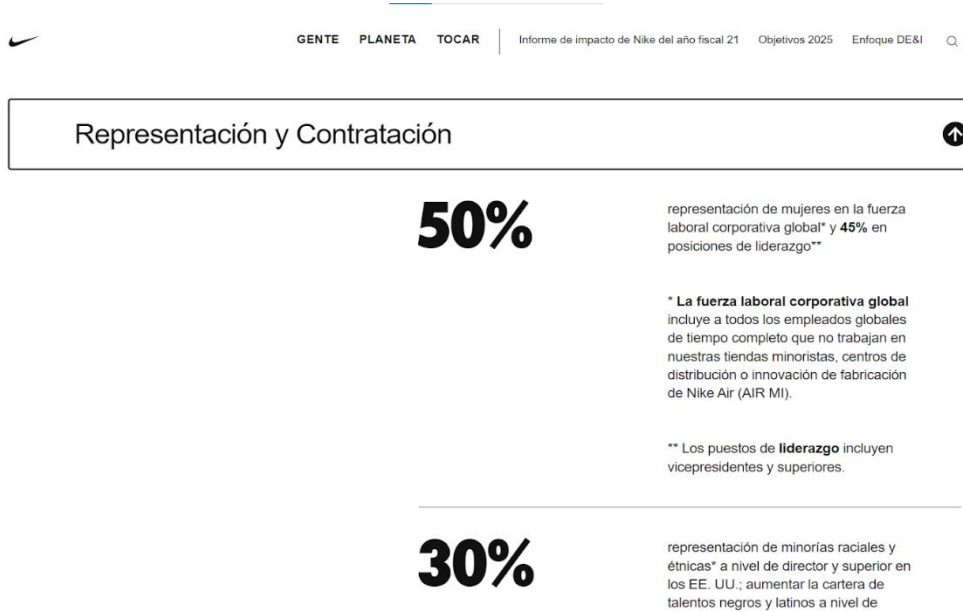 GENTE PLANETA TOCAR Informe de impacto de Nike del año fiscal 21 Objetivos 2025 Enfoque DE&I
Representación y Contratación
50%
representación de mujeres en la fuerza
laboral corporativa global* y 45% en
posiciones de liderazgo**
* La fuerza laboral corporativa global
incluye a todos los empleados globales
de tiempo completo que no trabajan en
nuestras tiendas minoristas, centros de
distribución o innovación de fabricación
de Nike Air (AIR MI).
** Los puestos de liderazgo incluyen
vicepresidentes y superiores.
30%
representación de minorías raciales y
étnicas* a nivel de director y superior en
los EE. UU.; aumentar la cartera de
talentos negros y latinos a nivel de